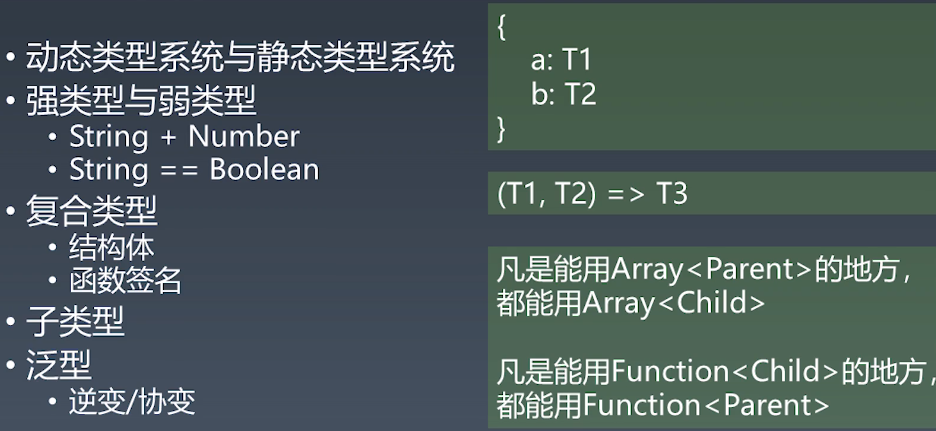 • 动态类型系统与静态类型系统
• 强类型与弱类型
• String + Number
• String == Boolean
• 复合类型
• 结构体
• 函数签名
• 子类型
• 泛型
• 逆变/协变
{
a: T1
b: T2
}
(T1, T2) => T3
凡是能用Array<Parent>的地方，
都能用Array<Child>
凡是能用Function<Child>的地方，
都能用Function<Parent>